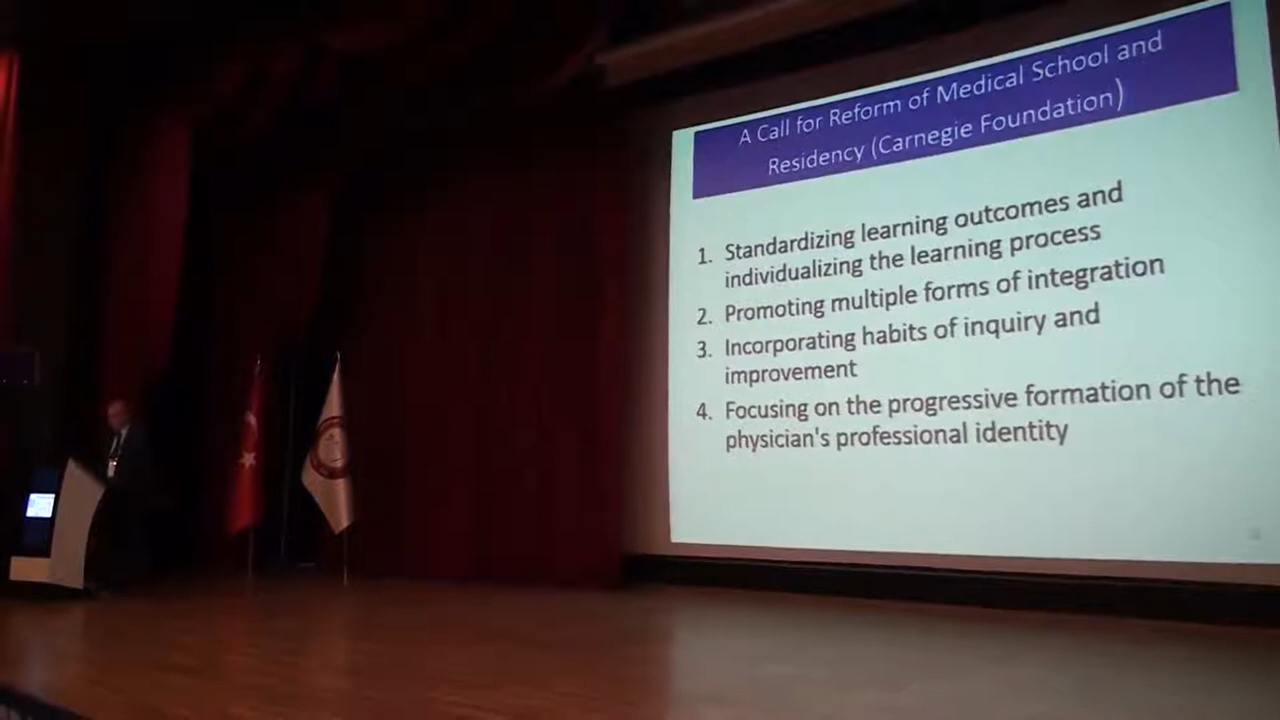 A Call for Reform of Medical School and
Residency (Carnegie Foundation)
1. Standardizing learning outcomes and
individualizing the learning process
2. Promoting multiple forms of integration
3. Incorporating habits of inquiry and
improvement
4. Focusing on the progressive formation of the
physician's professional identity